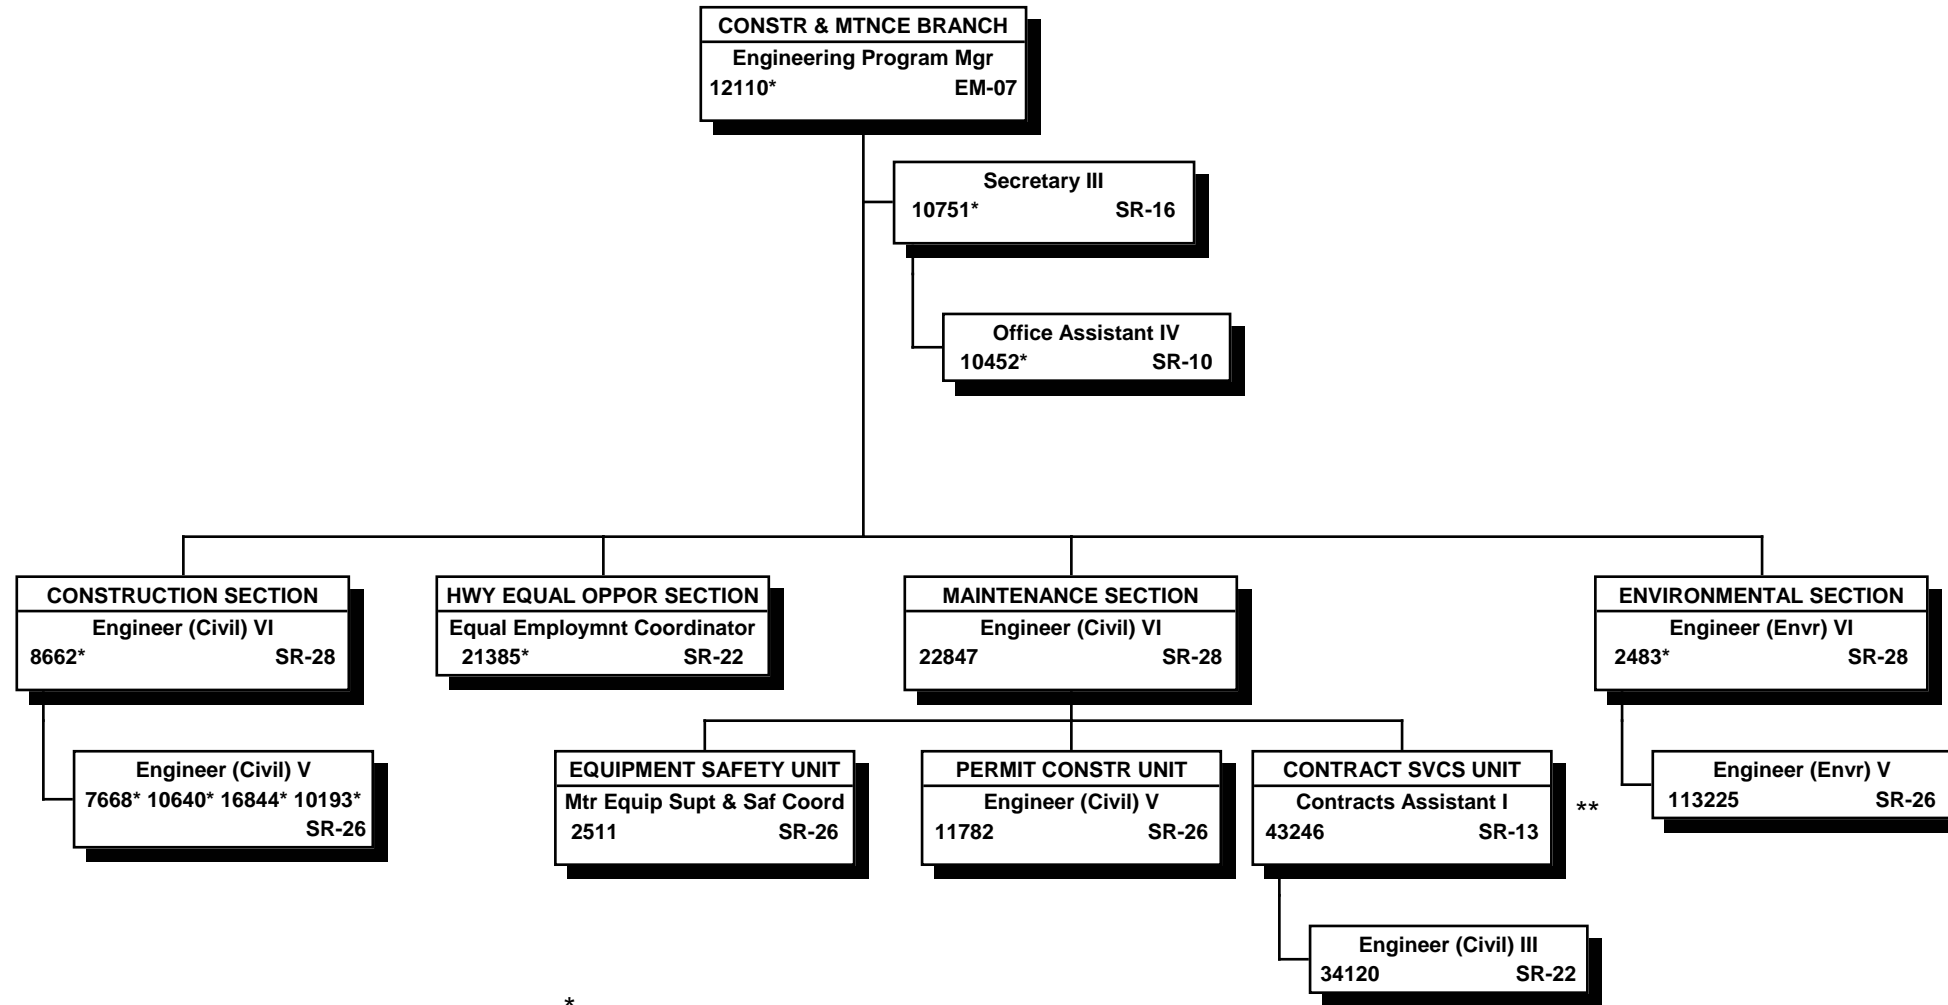 CONSTR & MTNCE BRANCH
Engineering Program Mgr
12110* EM-07
Secretary III
10751* SR-16
Office Assistant IV
10452* SR-10
CONSTRUCTION SECTION
Engineer (Civil) VI
8662* SR-28
Engineer (Civil) V
7668* 10640* 16844* 10193*
SR-26
HWY EQUAL OPPOR SECTION
Equal Employmnt Coordinator
21385* SR-22
MAINTENANCE SECTION
Engineer (Civil) VI
22847 SR-28
EQUIPMENT SAFETY UNIT
Mtr Equip Supt & Saf Coord
2511 SR-26
PERMIT CONSTR UNIT
Engineer (Civil) V
11782 SR-26
CONTRACT SVCS UNIT
Contracts Assistant I
43246 SR-13
**
Engineer (Civil) III
34120 SR-22
ENVIRONMENTAL SECTION
Engineer (Envr) VI
2483* SR-28
Engineer (Envr) V
113225 SR-26
*